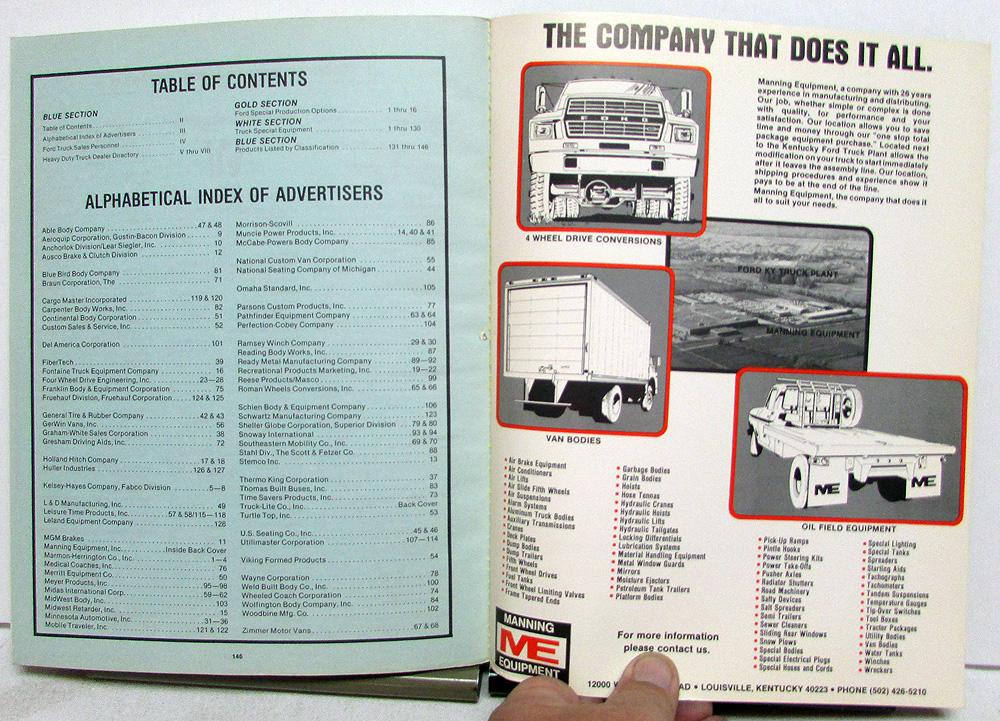 TABLE OF CONTENTS
BLUE SECTION
Table of Contents II
Alphabetical Index of Advertisers III
Ford Truck Sales Personnel IV
Heavy Duty Truck Dealer Directory V thru VIII
GOLD SECTION
Ford Special Production Options 1 thru 16
WHITE SECTION
Truck Special Equipment 1 thru 130
BLUE SECTION
Products Listed by Classification 131 thru 146
ALPHABETICAL INDEX OF ADVERTISERS
Able Body Company 47 & 48
Aeroquip Corporation, Gustin-Bacon Division 9
Anchorlok Division/Lear Siegler, Inc. 10
Ausco Brake & Clutch Division 12
Blue Bird Body Company 81
Braun Corporation, The 71
Cargo Master Incorporated 119 & 120
Carpenter Body Works, Inc. 82
Continental Body Corporation 51
Custom Sales & Service, Inc. 52
Del America Corporation 101
FiberTech 39
Fontaine Truck Equipment Company 16
Four Wheel Drive Engineering, Inc. 23—28
Franklin Body & Equipment Corporation 75
Fruehauf Division, Fruehauf Corporation 124 & 125
General Tire & Rubber Company 42 & 43
GerWin Vans, Inc. 56
Graham-White Sales Corporation 38
Gresham Driving Aids, Inc. 72
Holland Hitch Company 17 & 18
Huller Industries 126 & 127
Kelsey-Hayes Company, Fabco Division 5—8
L & D Manufacturing, Inc. 49
Leisure Time Products, Inc. 57 & 58/115—118
Leland Equipment Company 128
MGM Brakes 11
Manning Equipment, Inc. Inside Back Cover
Marmon-Herrington Co., Inc. 1—4
Medical Coaches, Inc. 76
Merritt Equipment Co. 50
Meyer Products, Inc. 95—98
Midas International Corp. 59—62
MidWest Body, Inc. 103
Midwest Retarder, Inc. 15
Minnesota Automotive, Inc. 31—36
Mobile Traveler, Inc. 121 & 122
Morrison-Scovill 86
Muncie Power Products, Inc. 14, 40 & 41
McCabe-Powers Body Company 85
National Custom Van Corporation 55
National Seating Company of Michigan 44
Omaha Standard, Inc. 105
Parsons Custom Products, Inc. 77
Pathfinder Equipment Company 63 & 64
Perfection-Cobey Company 104
Ramsey Winch Company 29 & 30
Reading Body Works, Inc. 87
Ready Metal Manufacturing Company 89—92
Recreational Products Marketing, Inc. 19—22
Reese Products/Masco 99
Roman Wheels Conversions, Inc. 65 & 66
Schien Body & Equipment Company 106
Schwartz Manufacturing Company 123
Sheller Globe Corporation, Superior Division 79 & 80
Snoway International 93 & 94
Southeastern Mobility Co., Inc. 69 & 70
Stahl Div., The Scott & Fetzer Co. 88
Stemco Inc. 13
Thermo King Corporation 37
Thomas Built Buses, Inc. 83
Time Savers Products, Inc. 73
Truck-Lite Co., Inc. Back Cover
Turtle Top, Inc. 53
U.S. Seating Co., Inc. 45 & 46
Utilimaster Corporation 107—114
Viking Formed Products 54
Wayne Corporation 78
Weld Built Body Co., Inc. 100
Wheeled Coach Corporation 74
Wolfington Body Company, Inc. 84
Woodbine Mfg. Co. 102
Zimmer Motor Vans 67 & 68
146
THE COMPANY THAT DOES IT ALL.
FORD
4 WHEEL DRIVE CONVERSIONS
Manning Equipment, a company with 26 years
experience in manufacturing and distributing.
Our job, whether simple or complex is done
with quality, for performance and your
satisfaction. Our location allows you to save
time and money through our "one stop total
package equipment purchase." Located next
to the Kentucky Ford Truck Plant allows the
modification on your truck to start immediately
after it leaves the assembly line. Our location,
shipping procedures and experience show it
pays to be at the end of the line.
Manning Equipment, the company that does it
all to suit your needs.
FORD KY TRUCK PLANT
MANNING EQUIPMENT
VAN BODIES
ME
ME
OIL FIELD EQUIPMENT
• Air Brake Equipment
• Air Conditioners
• Air Lifts
• Air Slide Fifth Wheels
• Air Suspensions
• Alarm Systems
• Aluminum Truck Bodies
• Auxiliary Transmissions
• Cranes
• Deck Plates
• Dump Bodies
• Dump Trailers
• Fifth Wheels
• Front Wheel Drives
• Fuel Tanks
• Front Wheel Limiting Valves
• Frame Tapered Ends
• Garbage Bodies
• Grain Bodies
• Hoists
• Hose Tennas
• Hydraulic Cranes
• Hydraulic Hoists
• Hydraulic Lifts
• Hydraulic Tailgates
• Locking Differentials
• Lubrication Systems
• Material Handling Equipment
• Metal Window Guards
• Mirrors
• Moisture Ejectors
• Petroleum Tank Trailers
• Platform Bodies
• Pick-Up Ramps
• Pintle Hooks
• Power Steering Kits
• Power Take-Offs
• Pusher Axles
• Radiator Shutters
• Road Machinery
• Safty Devices
• Salt Spreaders
• Semi Trailers
• Sewer Cleaners
• Sliding Rear Windows
• Snow Plows
• Special Bodies
• Special Electrical Plugs
• Special Hoses and Cords
• Special Lighting
• Special Tanks
• Spreaders
• Starting Aids
• Tachographs
• Tachometers
• Tandem Suspensions
• Temperature Gauges
• Tip-Over Switches
• Tool Boxes
• Tractor Packages
• Utility Bodies
• Van Bodies
• Water Tanks
• Winches
• Wreckers
MANNING
ME
EQUIPMENT
For more information
please contact us.
12000 AD • LOUISVILLE, KENTUCKY 40223 • PHONE (502) 426-5210